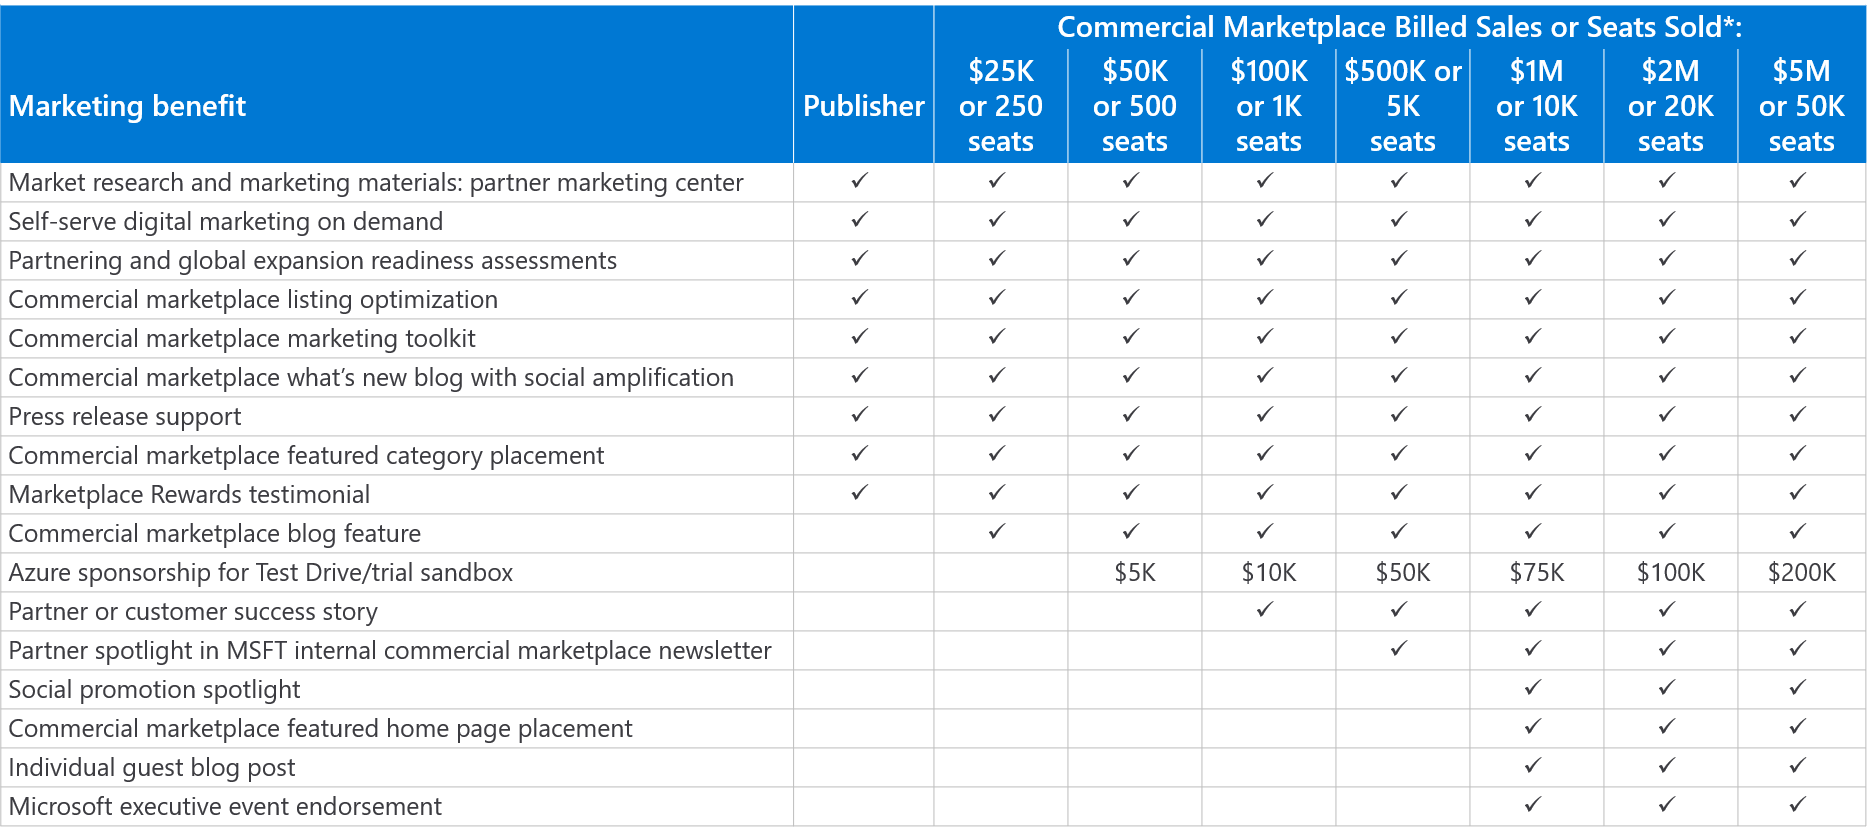 Commercial Marketplace Billed Sales or Seats Sold*:
Marketing benefit
Publisher
$25K
or 250
seats
$50K
or 500
seats
$100K
or 1K
seats
$500K or
5K
seats
$1M
or 10K
seats
$2M
or 20K
seats
$5M
or 50K
seats
Market research and marketing materials: partner marketing center ✓ ✓ ✓ ✓ ✓ ✓ ✓ ✓
Self-serve digital marketing on demand ✓ ✓ ✓ ✓ ✓ ✓ ✓ ✓
Partnering and global expansion readiness assessments ✓ ✓ ✓ ✓ ✓ ✓ ✓ ✓
Commercial marketplace listing optimization ✓ ✓ ✓ ✓ ✓ ✓ ✓ ✓
Commercial marketplace marketing toolkit ✓ ✓ ✓ ✓ ✓ ✓ ✓ ✓
Commercial marketplace what’s new blog with social amplification ✓ ✓ ✓ ✓ ✓ ✓ ✓ ✓
Press release support ✓ ✓ ✓ ✓ ✓ ✓ ✓ ✓
Commercial marketplace featured category placement ✓ ✓ ✓ ✓ ✓ ✓ ✓ ✓
Marketplace Rewards testimonial ✓ ✓ ✓ ✓ ✓ ✓ ✓ ✓
Commercial marketplace blog feature ✓ ✓ ✓ ✓ ✓ ✓ ✓
Azure sponsorship for Test Drive/trial sandbox $5K $10K $50K $75K $100K $200K
Partner or customer success story ✓ ✓ ✓ ✓ ✓
Partner spotlight in MSFT internal commercial marketplace newsletter ✓ ✓ ✓ ✓
Social promotion spotlight ✓ ✓ ✓
Commercial marketplace featured home page placement ✓ ✓ ✓
Individual guest blog post ✓ ✓ ✓
Microsoft executive event endorsement ✓ ✓ ✓